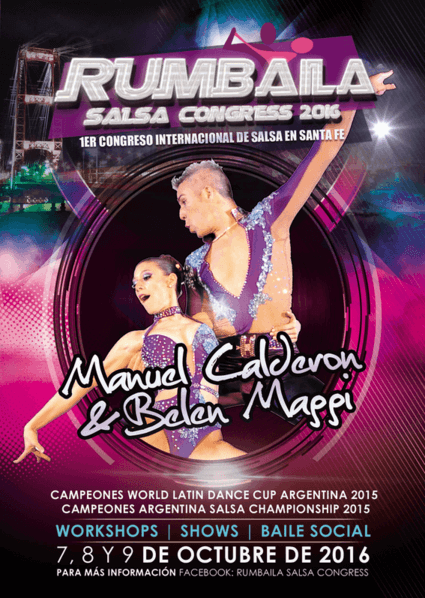 RUMBAILA
SALSA CONGRESS 2016
1ER CONGRESO INTERNACIONAL DE SALSA EN SANTA FE
Manuel Calderon
& Belen Maggi
CAMPEONES WORLD LATIN DANCE CUP ARGENTINA 2015
CAMPEONES ARGENTINA SALSA CHAMPIONSHIP 2015
WORKSHOPS | SHOWS | BAILE SOCIAL
7, 8 Y 9 DE OCTUBRE DE 2016
PARA MÁS INFORMACIÓN FACEBOOK: RUMBAILA SALSA CONGRESS